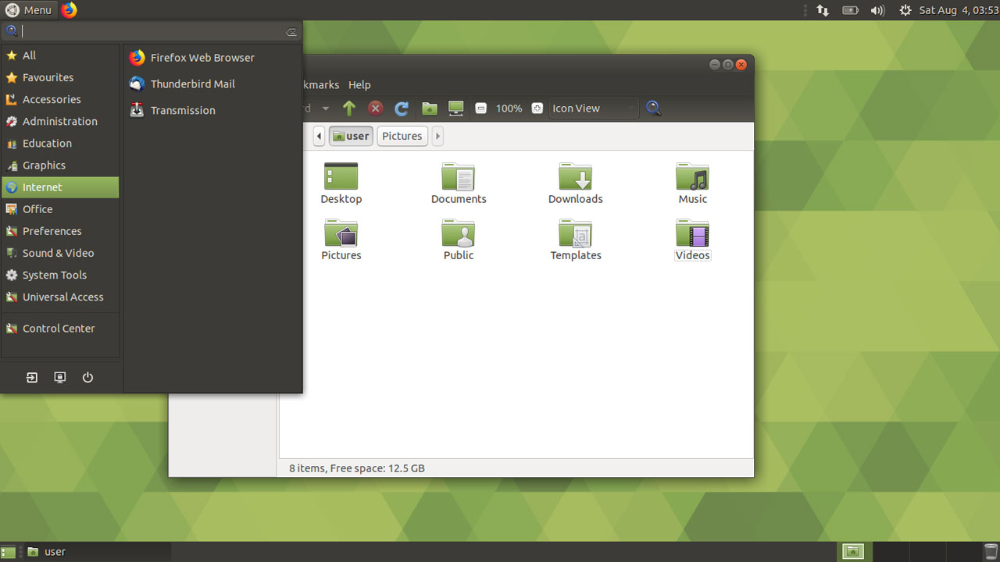 Menu
Sat Aug 4, 03:53
All
Favourites
Accessories
Administration
Education
Graphics
Internet
Office
Preferences
Sound & Video
System Tools
Universal Access
Control Center
Firefox Web Browser
Thunderbird Mail
Transmission
kmarks Help
d 100% Icon View
user Pictures
Desktop Documents Downloads Music
Pictures Public Templates Videos
8 items, Free space: 12.5 GB
user